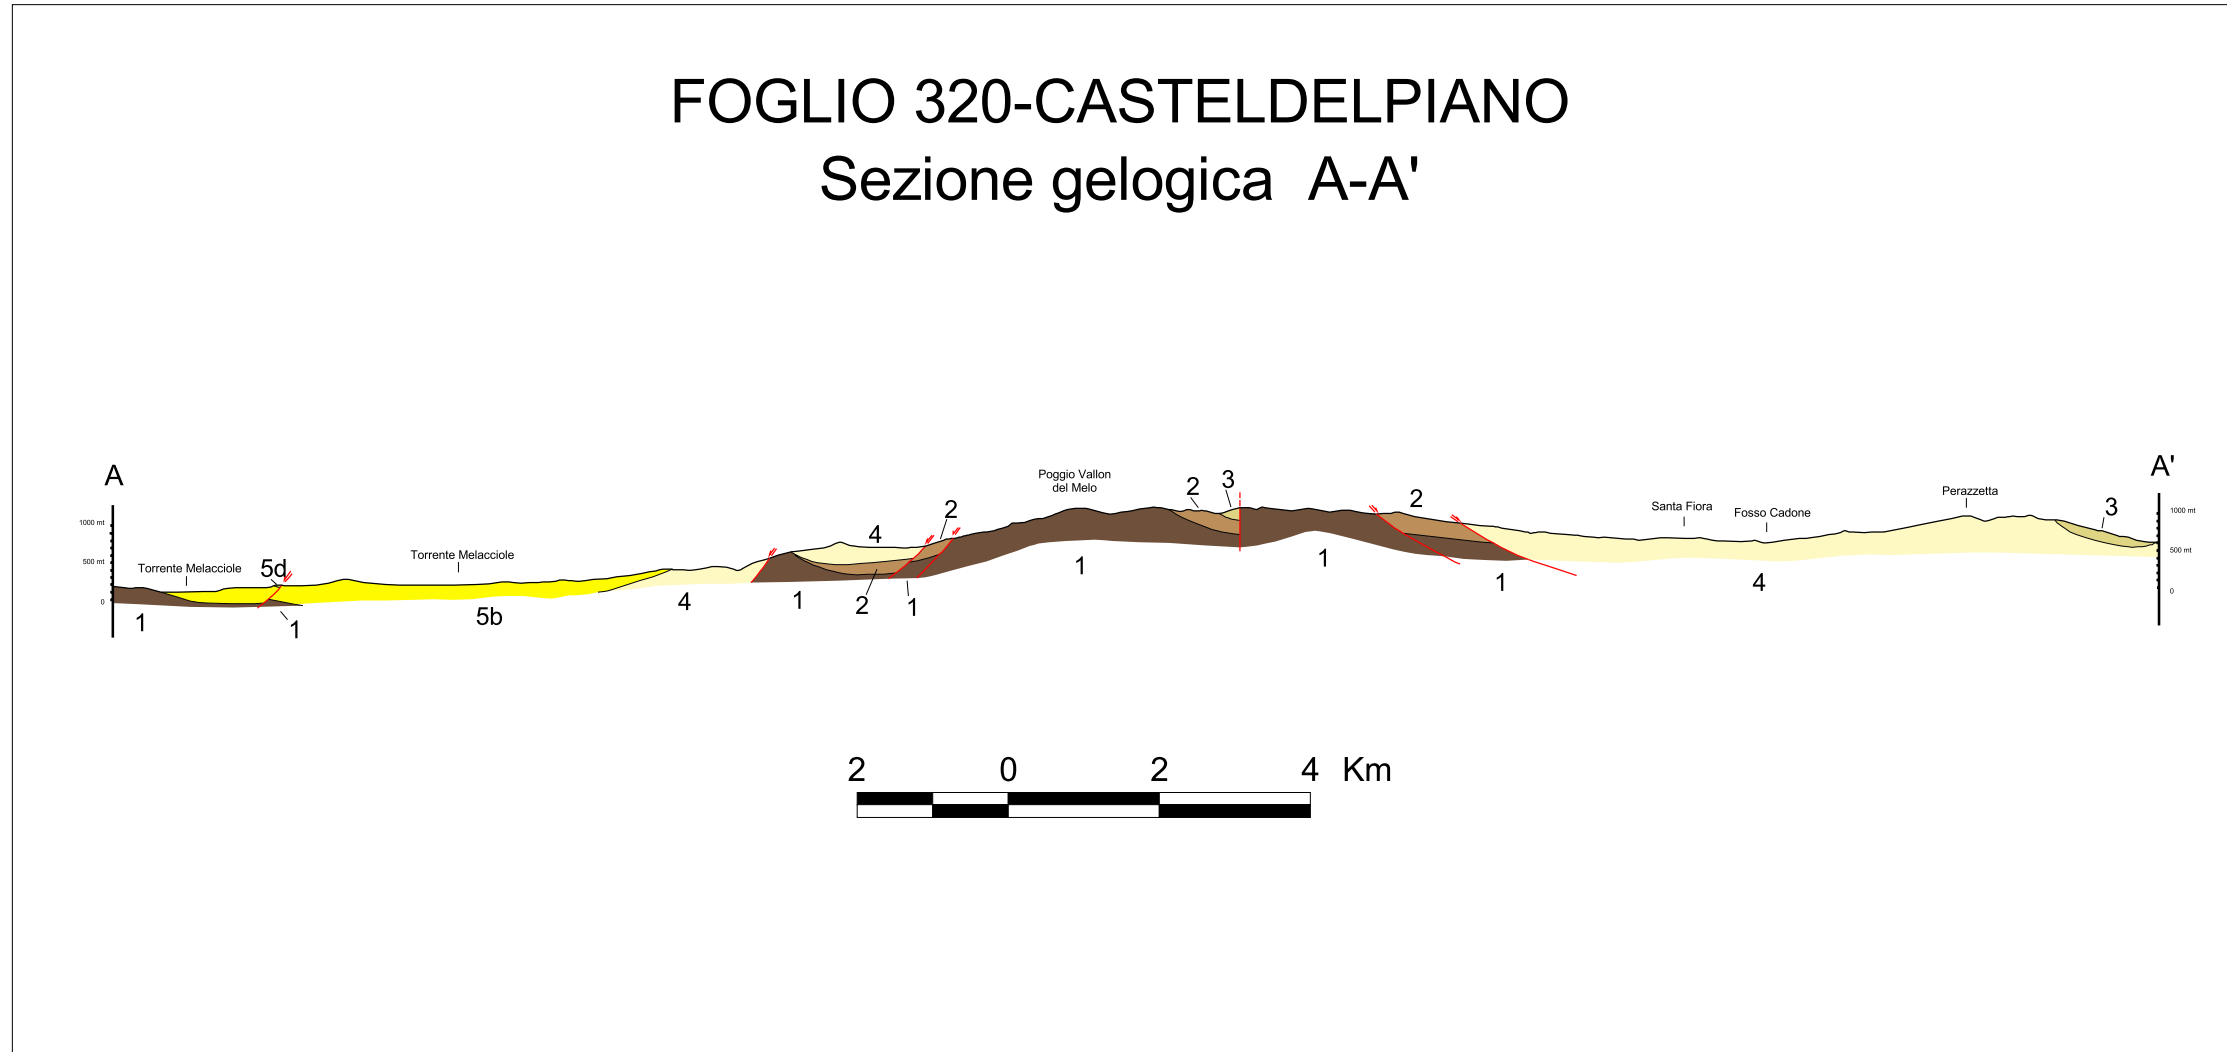 FOGLIO 320-CASTELDELPIANO
Sezione gelogica A-A'
A
A'
Poggio Vallon
del Melo
2
3
2
Santa Fiora
Fosso Cadone
Perazzetta
3
1000 mt
500 mt
0
1000 mt
500 mt
0
Torrente Melacciole
5d
Torrente Melacciole
4
2
1
1
5b
4
1
2
1
1
1
1
4
2 0 2 4 Km